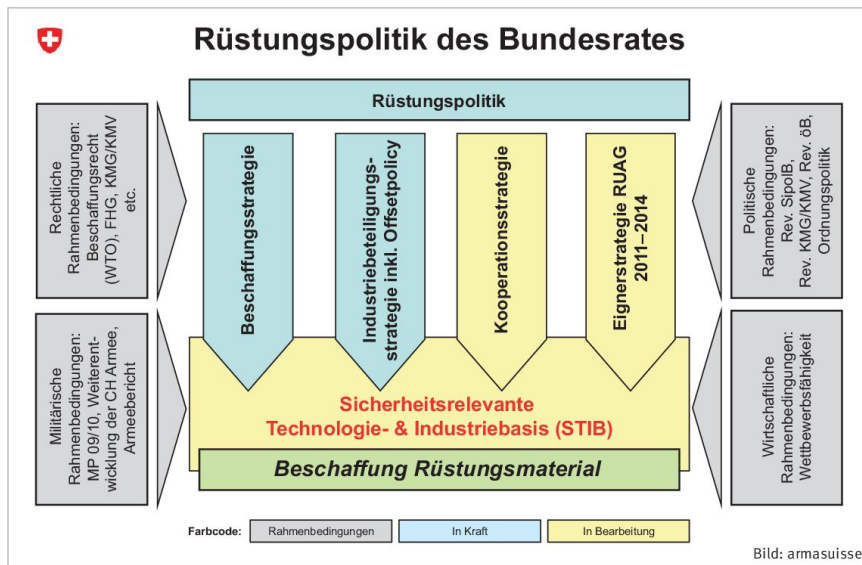 Rüstungspolitik des Bundesrates
Rüstungspolitik
Rechtliche
Rahmenbedingungen:
Beschaffungsrecht
(WTO), FHG, KMG/KMV
etc.
Beschaffungsstrategie
Industriebeteiligungs-
strategie inkl. Offsetpolicy
Kooperationsstrategie
Eignerstrategie RUAG
2011–2014
Politische
Rahmenbedingungen:
Rev. SipolB,
Rev. KMG/KMV, Rev. öB,
Ordnungspolitik
Militärische
Rahmenbedingungen:
MP 09/10, Weiterent-
wicklung der CH Armee,
Armeebericht
Sicherheitsrelevante
Technologie- & Industriebasis (STIB)
Beschaffung Rüstungsmaterial
Wirtschaftliche
Rahmenbedingungen:
Wettbewerbsfähigkeit
Farbcode:
Rahmenbedingungen
In Kraft
In Bearbeitung
Bild: armasuisse